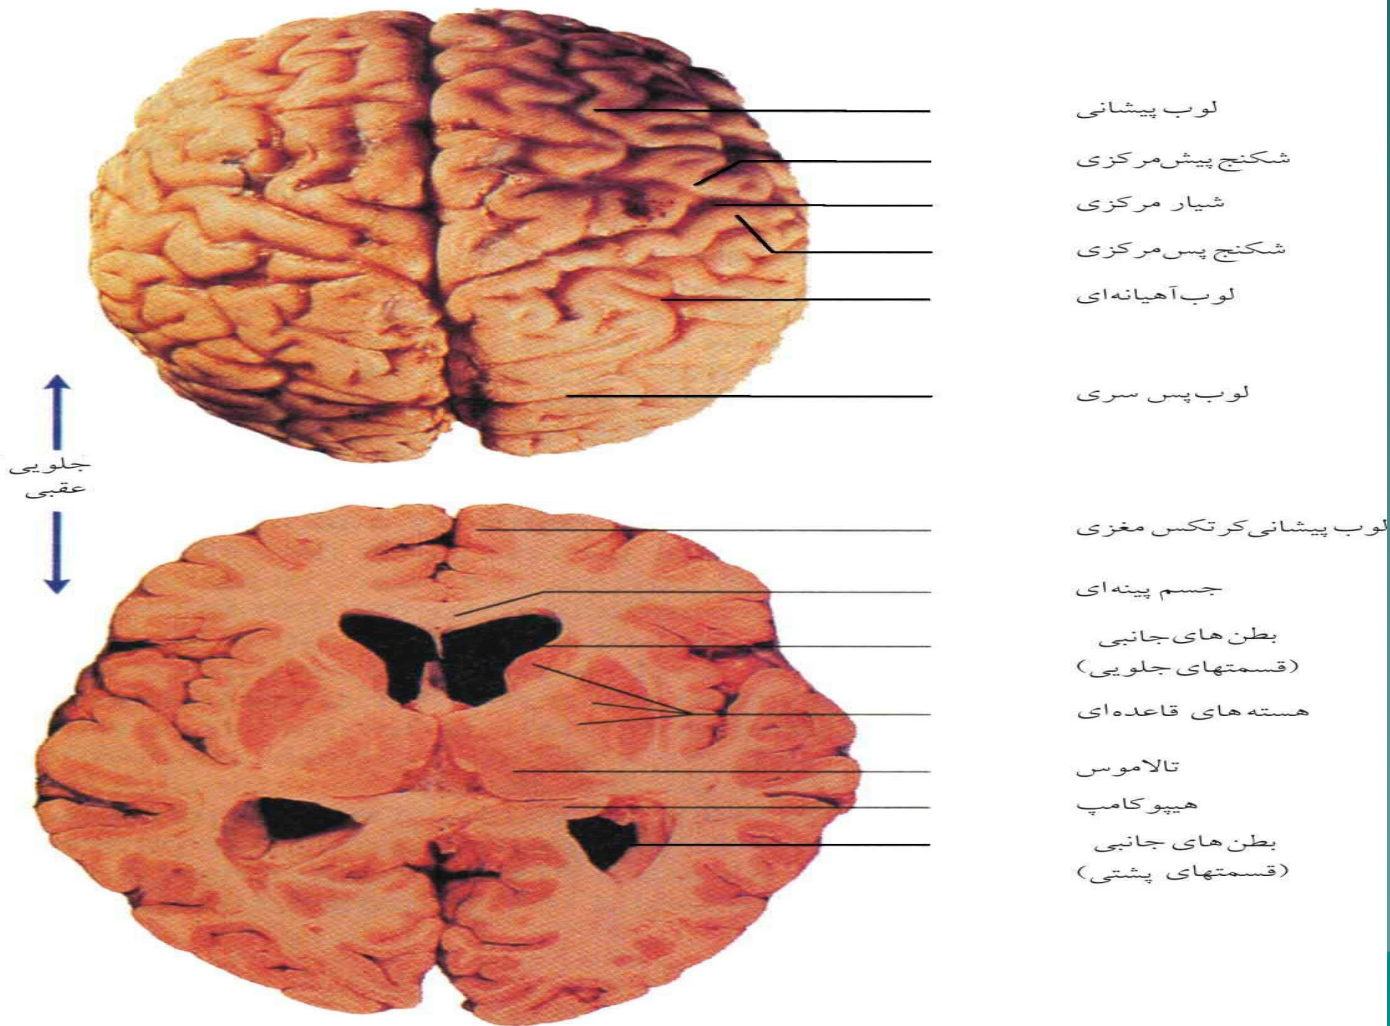 لوب پیشانی
شکنج پیش‌مرکزی
شیار مرکزی
شکنج پس‌مرکزی
لوب آهیانه‌ای
لوب پس سری
جلویی
عقبی
لوب پیشانی کرتکس مغزی
جسم پینه‌ای
بطن های جانبی
(قسمتهای جلویی)
هسته های قاعده‌ای
تالاموس
هیپوکامپ
بطن های جانبی
(قسمتهای پشتی)